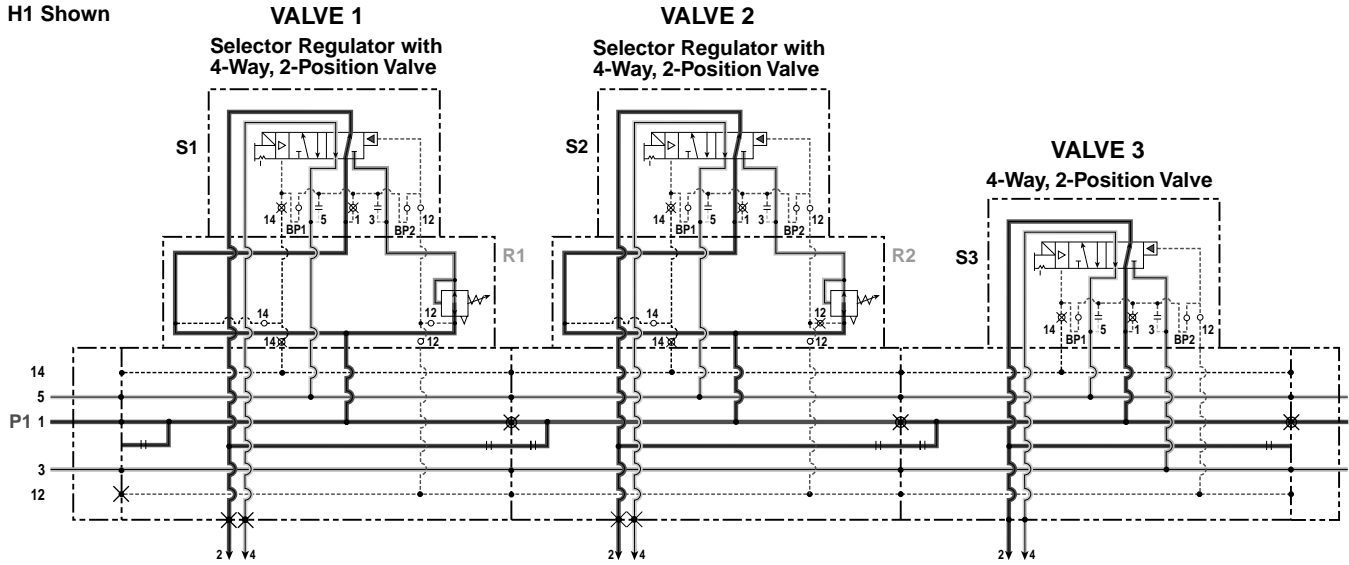 H1 Shown
VALVE 1
VALVE 2
Selector Regulator with
4-Way, 2-Position Valve
Selector Regulator with
4-Way, 2-Position Valve
VALVE 3
4-Way, 2-Position Valve
S1
S2
S3
14
BP1
5
1
3
BP2
12
14
BP1
5
1
3
BP2
12
R1
R2
14
12
14
12
14
12
14
12
14
BP1
5
1
3
BP2
12
14
5
P1 1
3
12
2
4
2
4
2
4